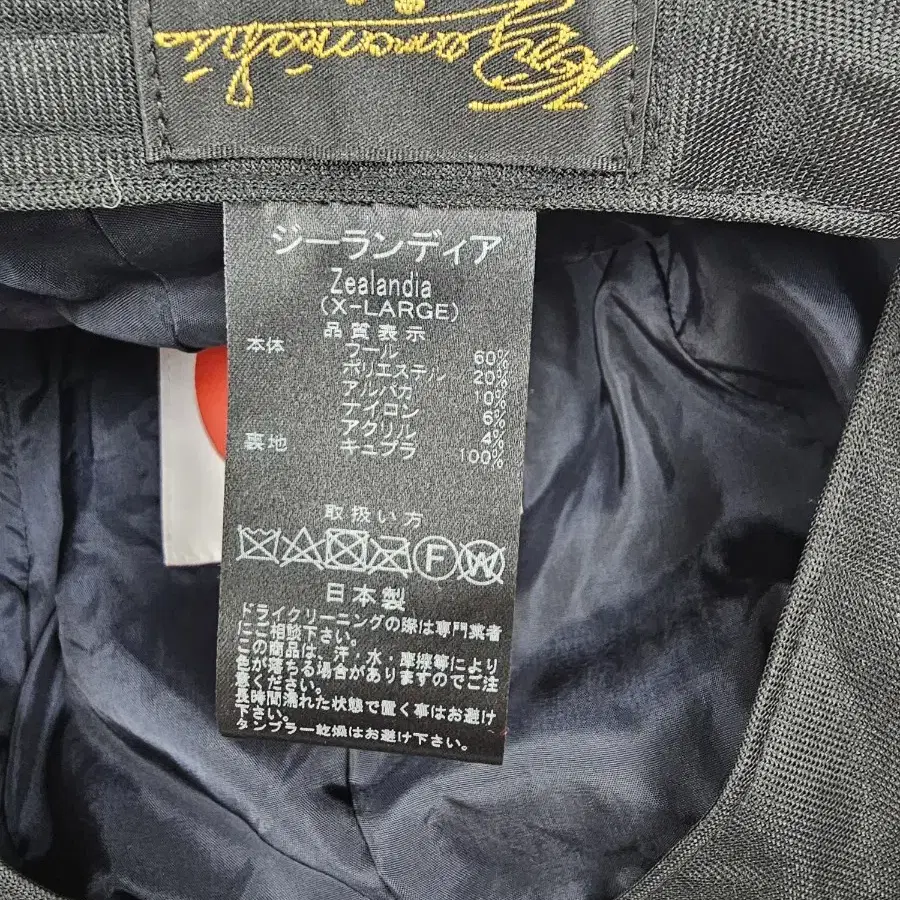 ジーランディア
Zealandia
(X-LARGE)
品質表示
本体 ウール 60%
ポリエステル 20%
アルパカ 10%
ナイロン 6%
アクリル 4%
裏地 キュプラ 100%
取扱い方
F W
日本製
ドライクリーニングの際は専門業者
にご相談下さい。
この商品は、汗・水・摩擦等により
色が落ちる場合がありますのでご注
意ください。
長時間濡れた状態で置く事はお避け
下さい。
タンブラー乾燥はお避け下さい。